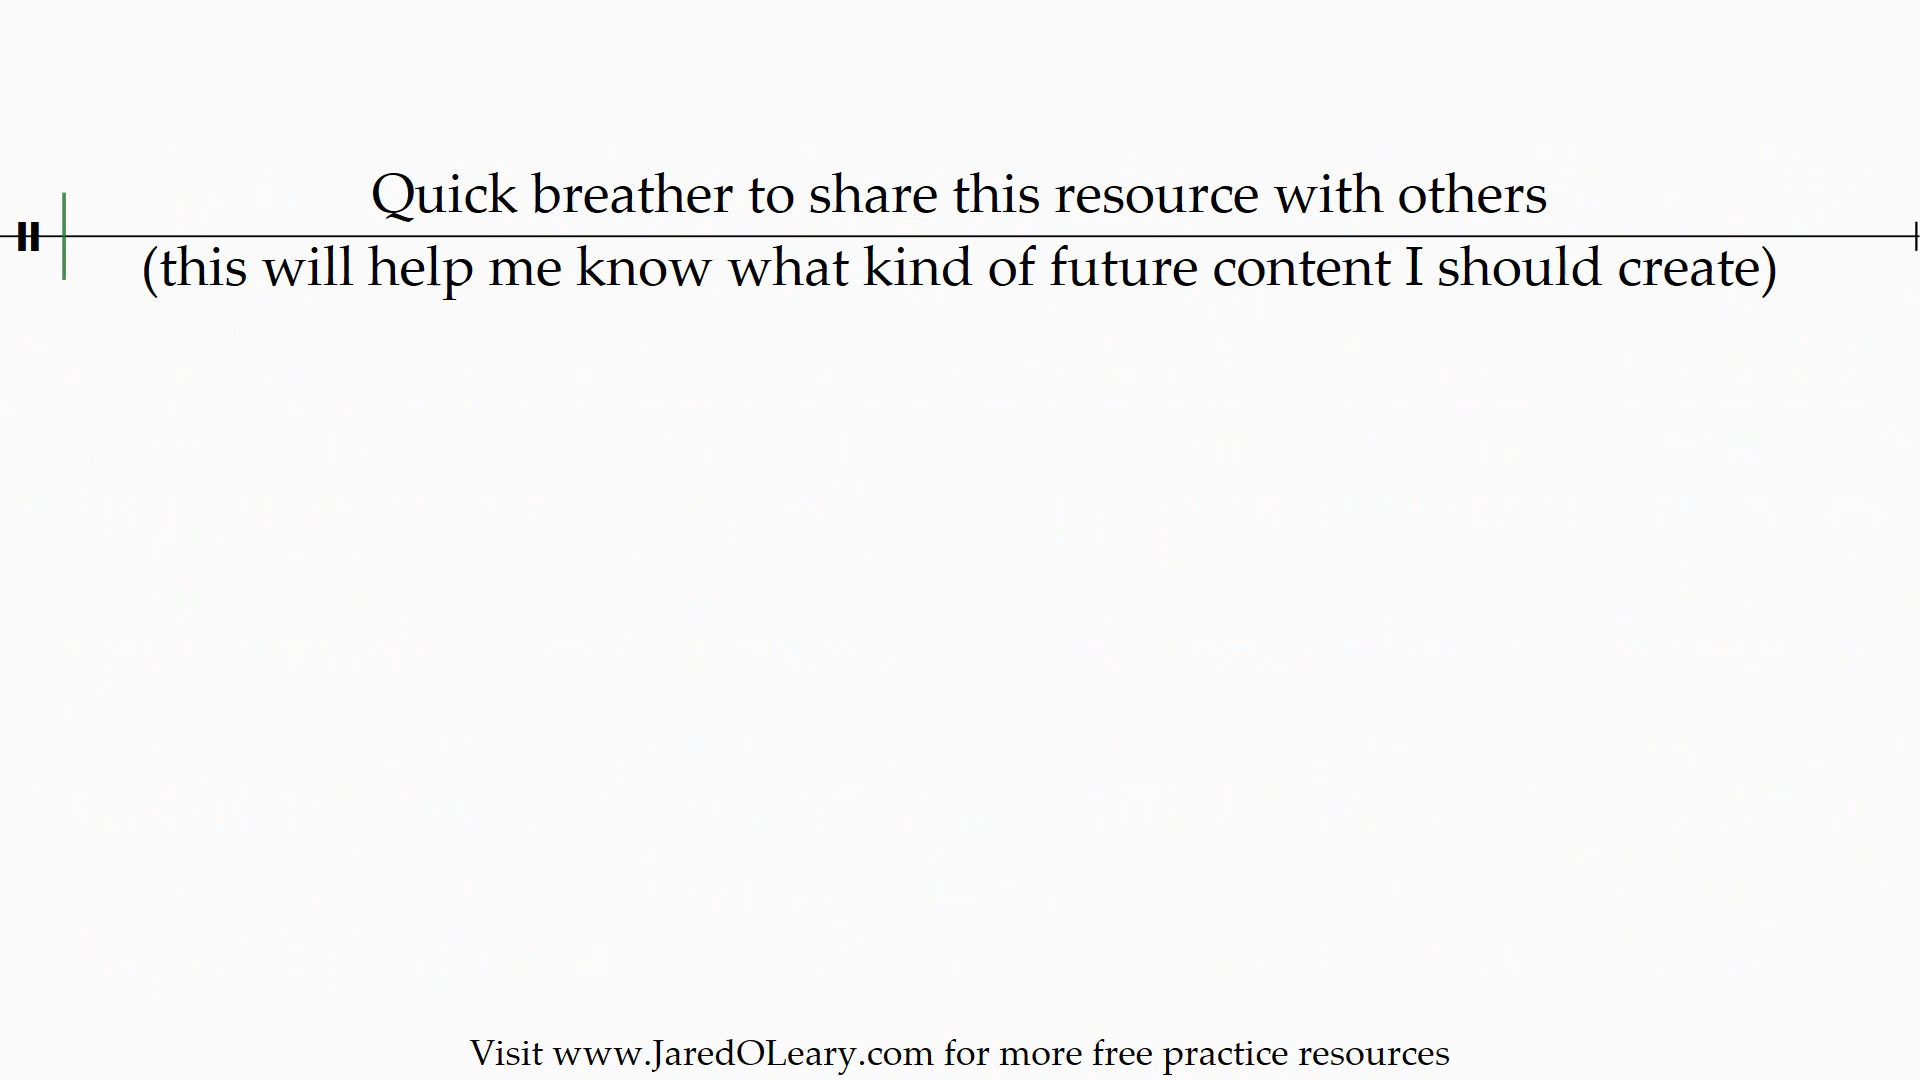 Quick breather to share this resource with others
(this will help me know what kind of future content I should create)
Visit www.JaredOLeary.com for more free practice resources